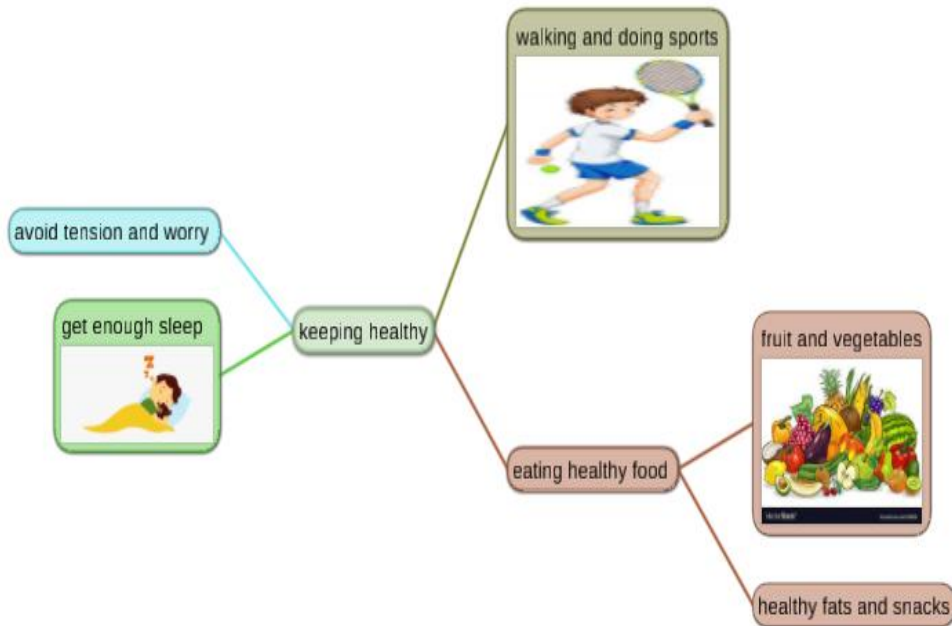 walking and doing sports
avoid tension and worry
get enough sleep
keeping healthy
fruit and vegetables
eating healthy food
healthy fats and snacks